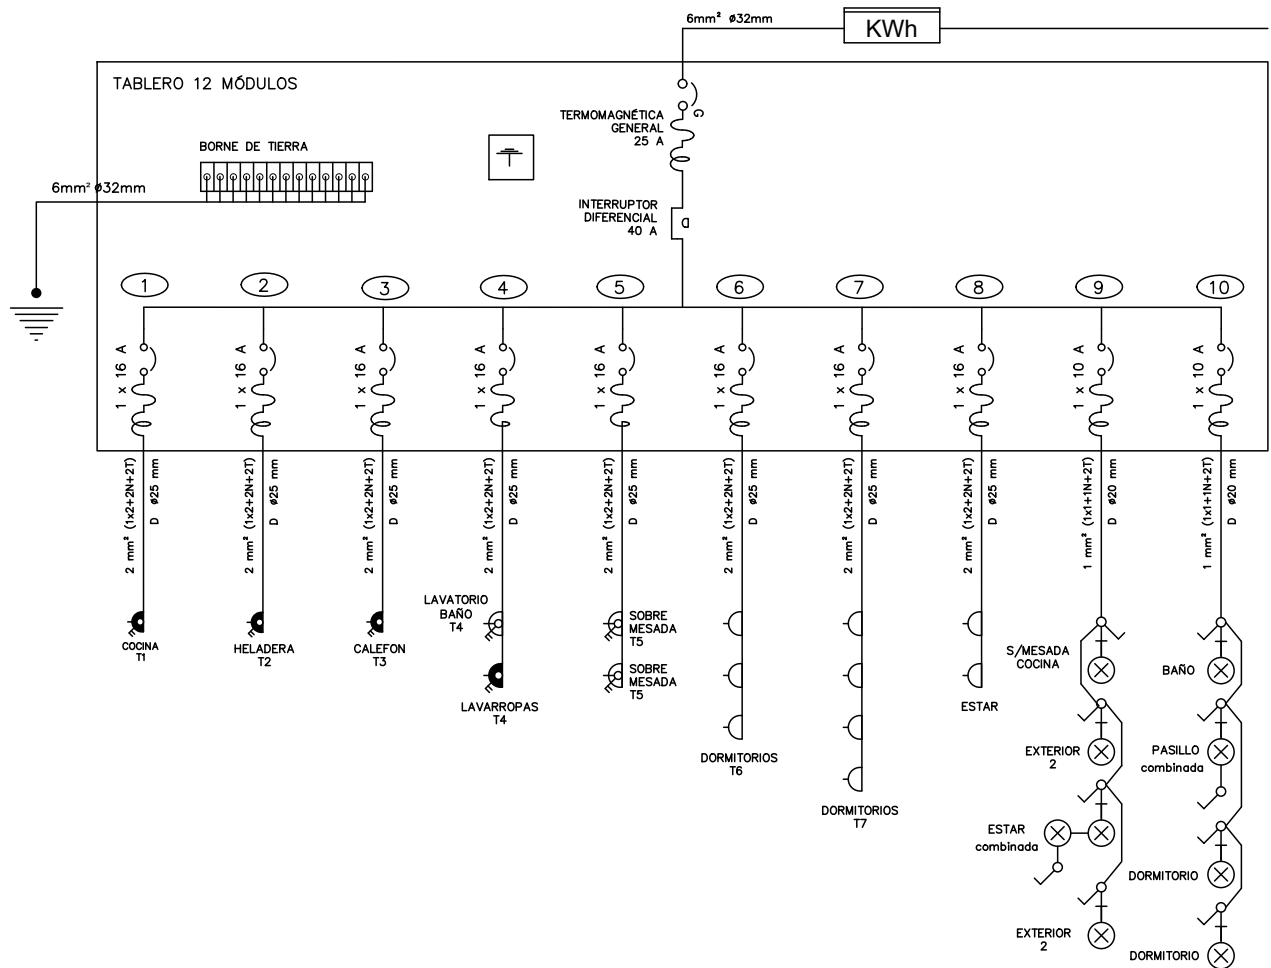 6mm² Ø32mm
KWh
TABLERO 12 MÓDULOS
TERMOMAGNÉTICA
GENERAL
25 A
G
BORNE DE TIERRA
6mm² Ø32mm
INTERRUPTOR
DIFERENCIAL
40 A
D
1
2
3
4
5
6
7
8
9
10
1 x 16 A
1 x 16 A
1 x 16 A
1 x 16 A
1 x 16 A
1 x 16 A
1 x 16 A
1 x 16 A
1 x 10 A
1 x 10 A
2 mm² (1x2+2N+2T)
D Ø25 mm
2 mm² (1x2+2N+2T)
D Ø25 mm
2 mm² (1x2+2N+2T)
D Ø25 mm
2 mm² (1x2+2N+2T)
D Ø25 mm
2 mm² (1x2+2N+2T)
D Ø25 mm
2 mm² (1x2+2N+2T)
D Ø25 mm
2 mm² (1x2+2N+2T)
D Ø25 mm
2 mm² (1x2+2N+2T)
D Ø25 mm
1 mm² (1x1+1N+2T)
D Ø20 mm
1 mm² (1x1+1N+2T)
D Ø20 mm
COCINA
T1
HELADERA
T2
CALEFON
T3
LAVATORIO
BAÑO
T4
LAVARROPAS
T4
SOBRE
MESADA
T5
SOBRE
MESADA
T5
DORMITORIOS
T6
DORMITORIOS
T7
ESTAR
S/MESADA
COCINA
EXTERIOR
2
ESTAR
combinada
EXTERIOR
2
BAÑO
PASILLO
combinada
DORMITORIO
DORMITORIO